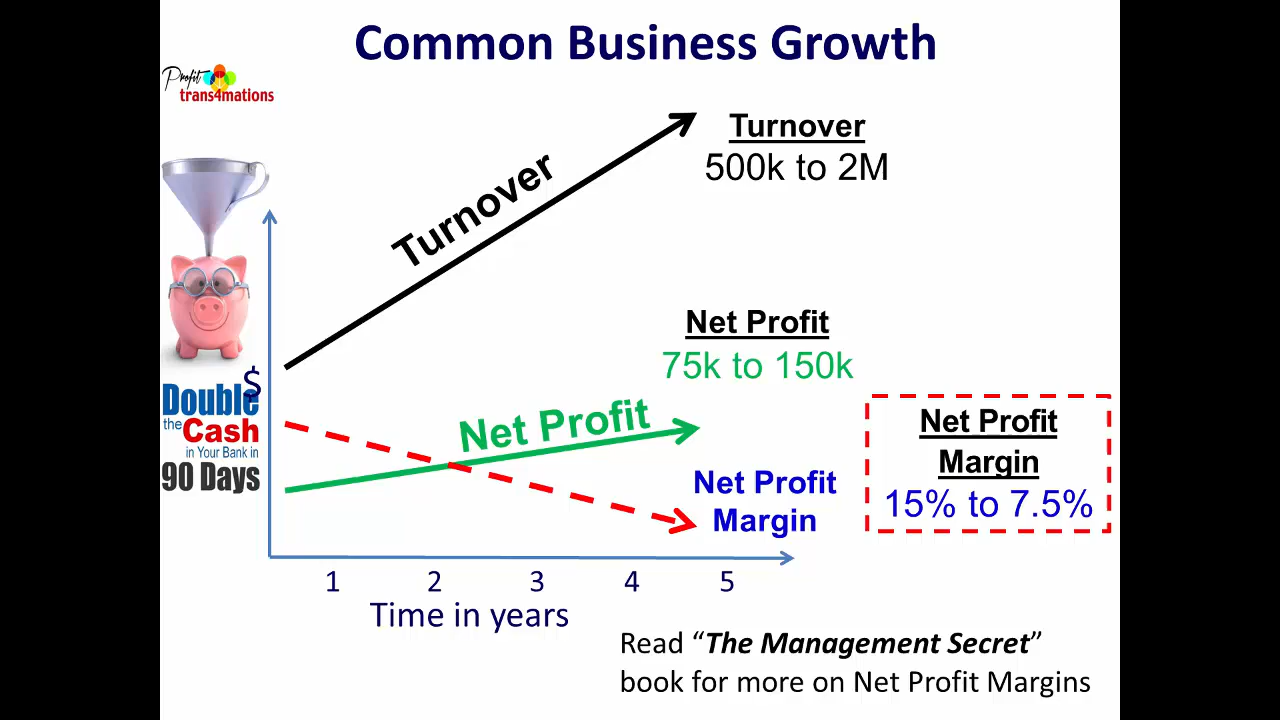 Common Business Growth
Profit
trans4mations
Turnover
500k to 2M
Turnover
Net Profit
75k to 150k
$
Double
the Cash
in Your Bank in
90 Days
Net Profit
Net Profit
Margin
Net Profit
Margin
15% to 7.5%
1 2 3 4 5
Time in years
Read “The Management Secret”
book for more on Net Profit Margins